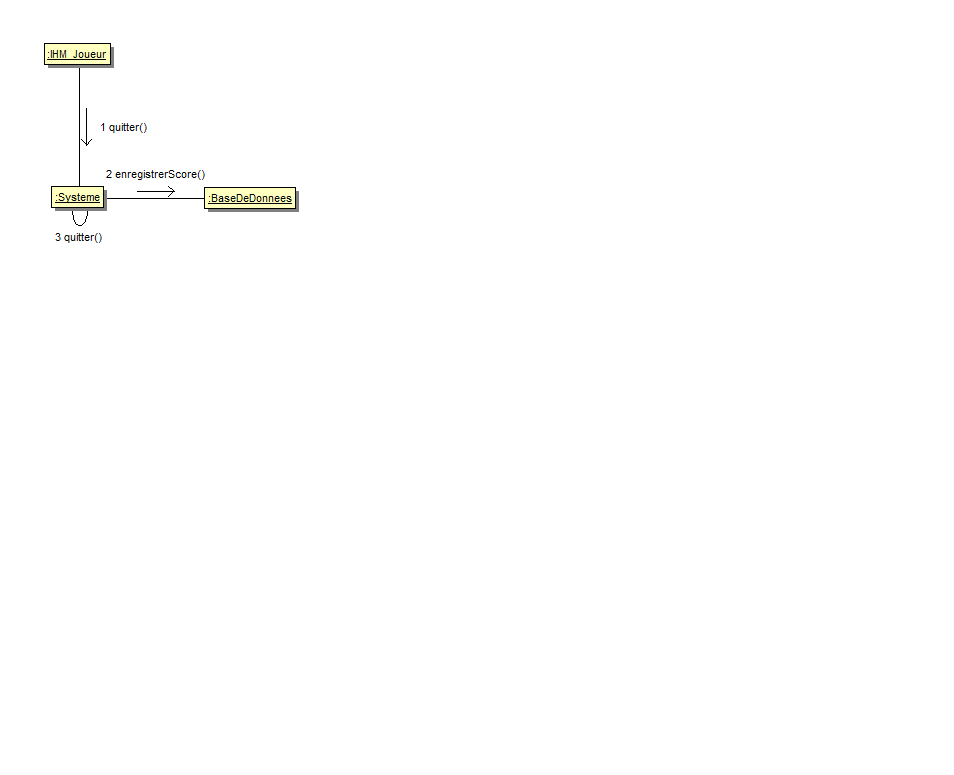 :IHM_Joueur
1 quitter()
2 enregistrerScore()
:Systeme
:BaseDeDonnees
3 quitter()